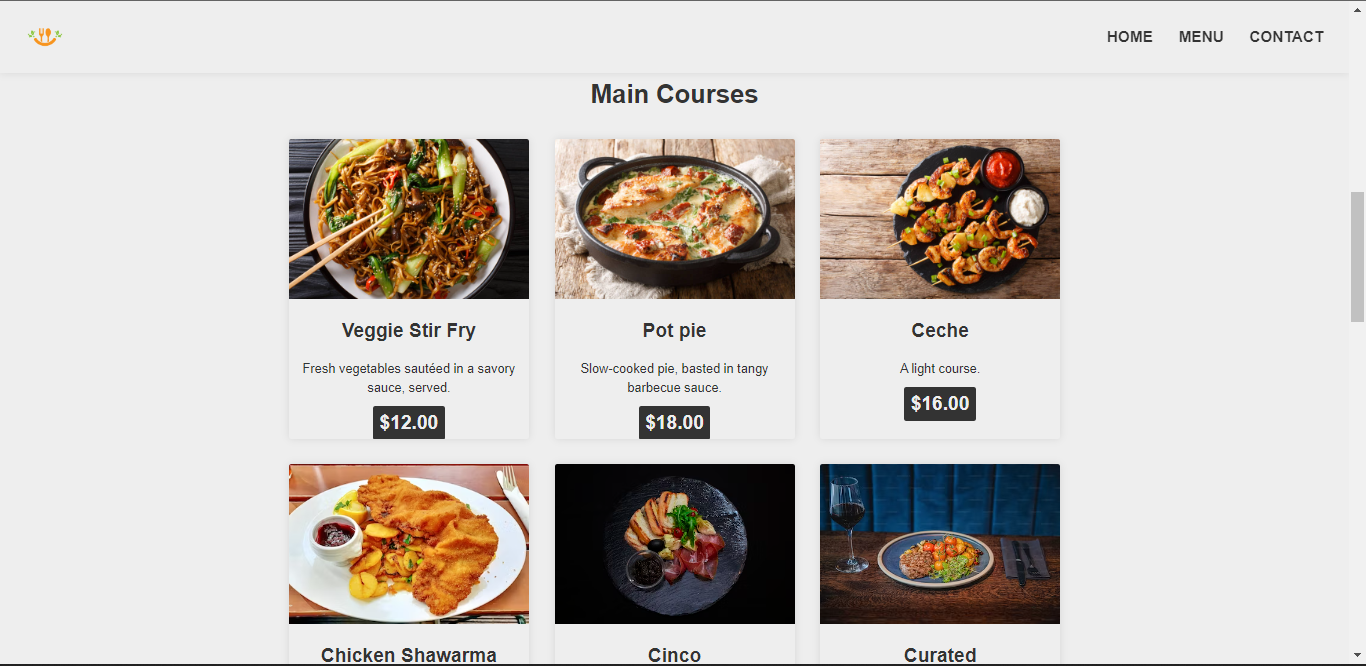 HOME MENU CONTACT
Main Courses
Veggie Stir Fry
Fresh vegetables sautéed in a savory
sauce, served.
$12.00
Pot pie
Slow-cooked pie, basted in tangy
barbecue sauce.
$18.00
Ceche
A light course.
$16.00
Chicken Shawarma
Cinco
Curated